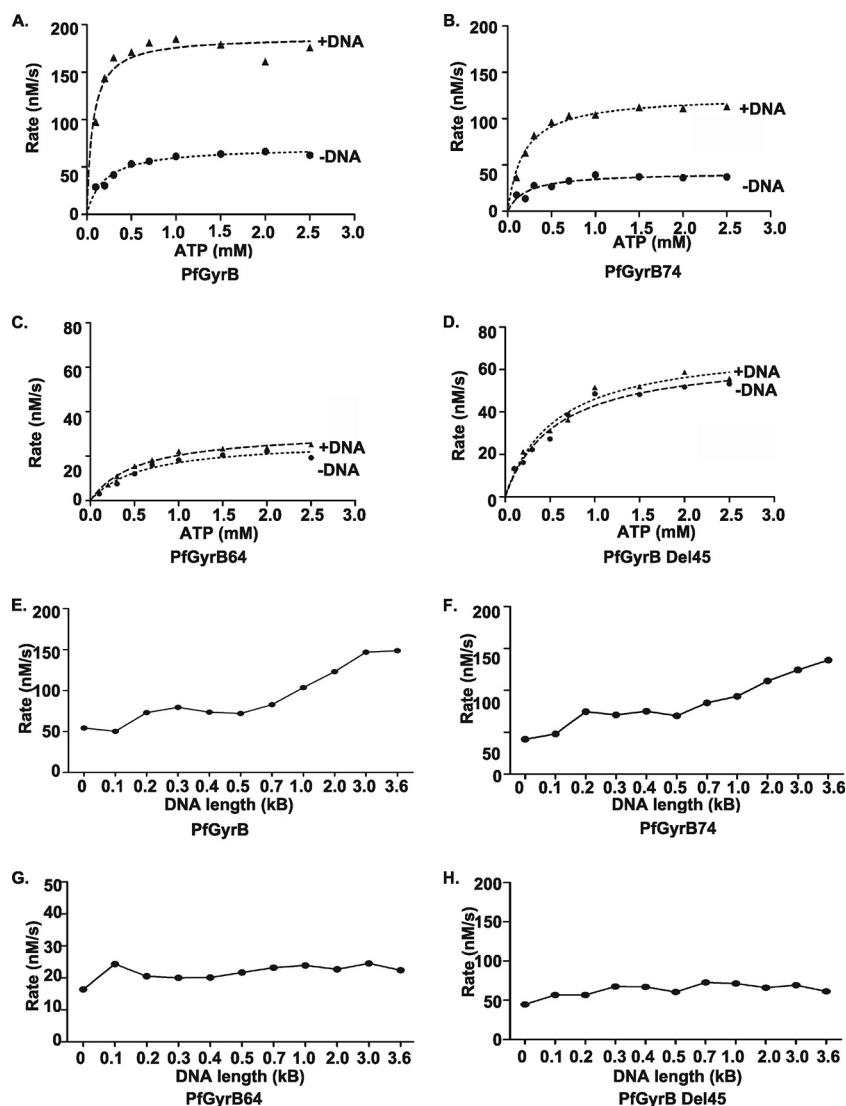 A.
200
150
100
50
0
Rate (nM/s)
+DNA
-DNA
0.0 0.5 1.0 1.5 2.0 2.5 3.0
ATP (mM)
PfGyrB
B.
200
150
100
50
0
Rate (nM/s)
+DNA
-DNA
0.0 0.5 1.0 1.5 2.0 2.5 3.0
ATP (mM)
PfGyrB74
C.
80
60
40
20
0
Rate (nM/s)
+DNA
-DNA
0.0 0.5 1.0 1.5 2.0 2.5 3.0
ATP (mM)
PfGyrB64
D.
80
60
40
20
0
Rate (nM/s)
+DNA
-DNA
0.0 0.5 1.0 1.5 2.0 2.5 3.0
ATP (mM)
PfGyrB Del45
E.
200
150
100
50
0
Rate (nM/s)
0 0.1 0.2 0.3 0.4 0.5 0.7 1.0 2.0 3.0 3.6
DNA length (kB)
PfGyrB
F.
200
150
100
50
0
Rate (nM/s)
0 0.1 0.2 0.3 0.4 0.5 0.7 1.0 2.0 3.0 3.6
DNA length (kB)
PfGyrB74
G.
50
40
30
20
10
0
Rate (nM/s)
0 0.1 0.2 0.3 0.4 0.5 0.7 1.0 2.0 3.0 3.6
DNA length (kB)
PfGyrB64
H.
200
150
100
50
0
Rate (nM/s)
0 0.1 0.2 0.3 0.4 0.5 0.7 1.0 2.0 3.0 3.6
DNA length (kB)
PfGyrB Del45